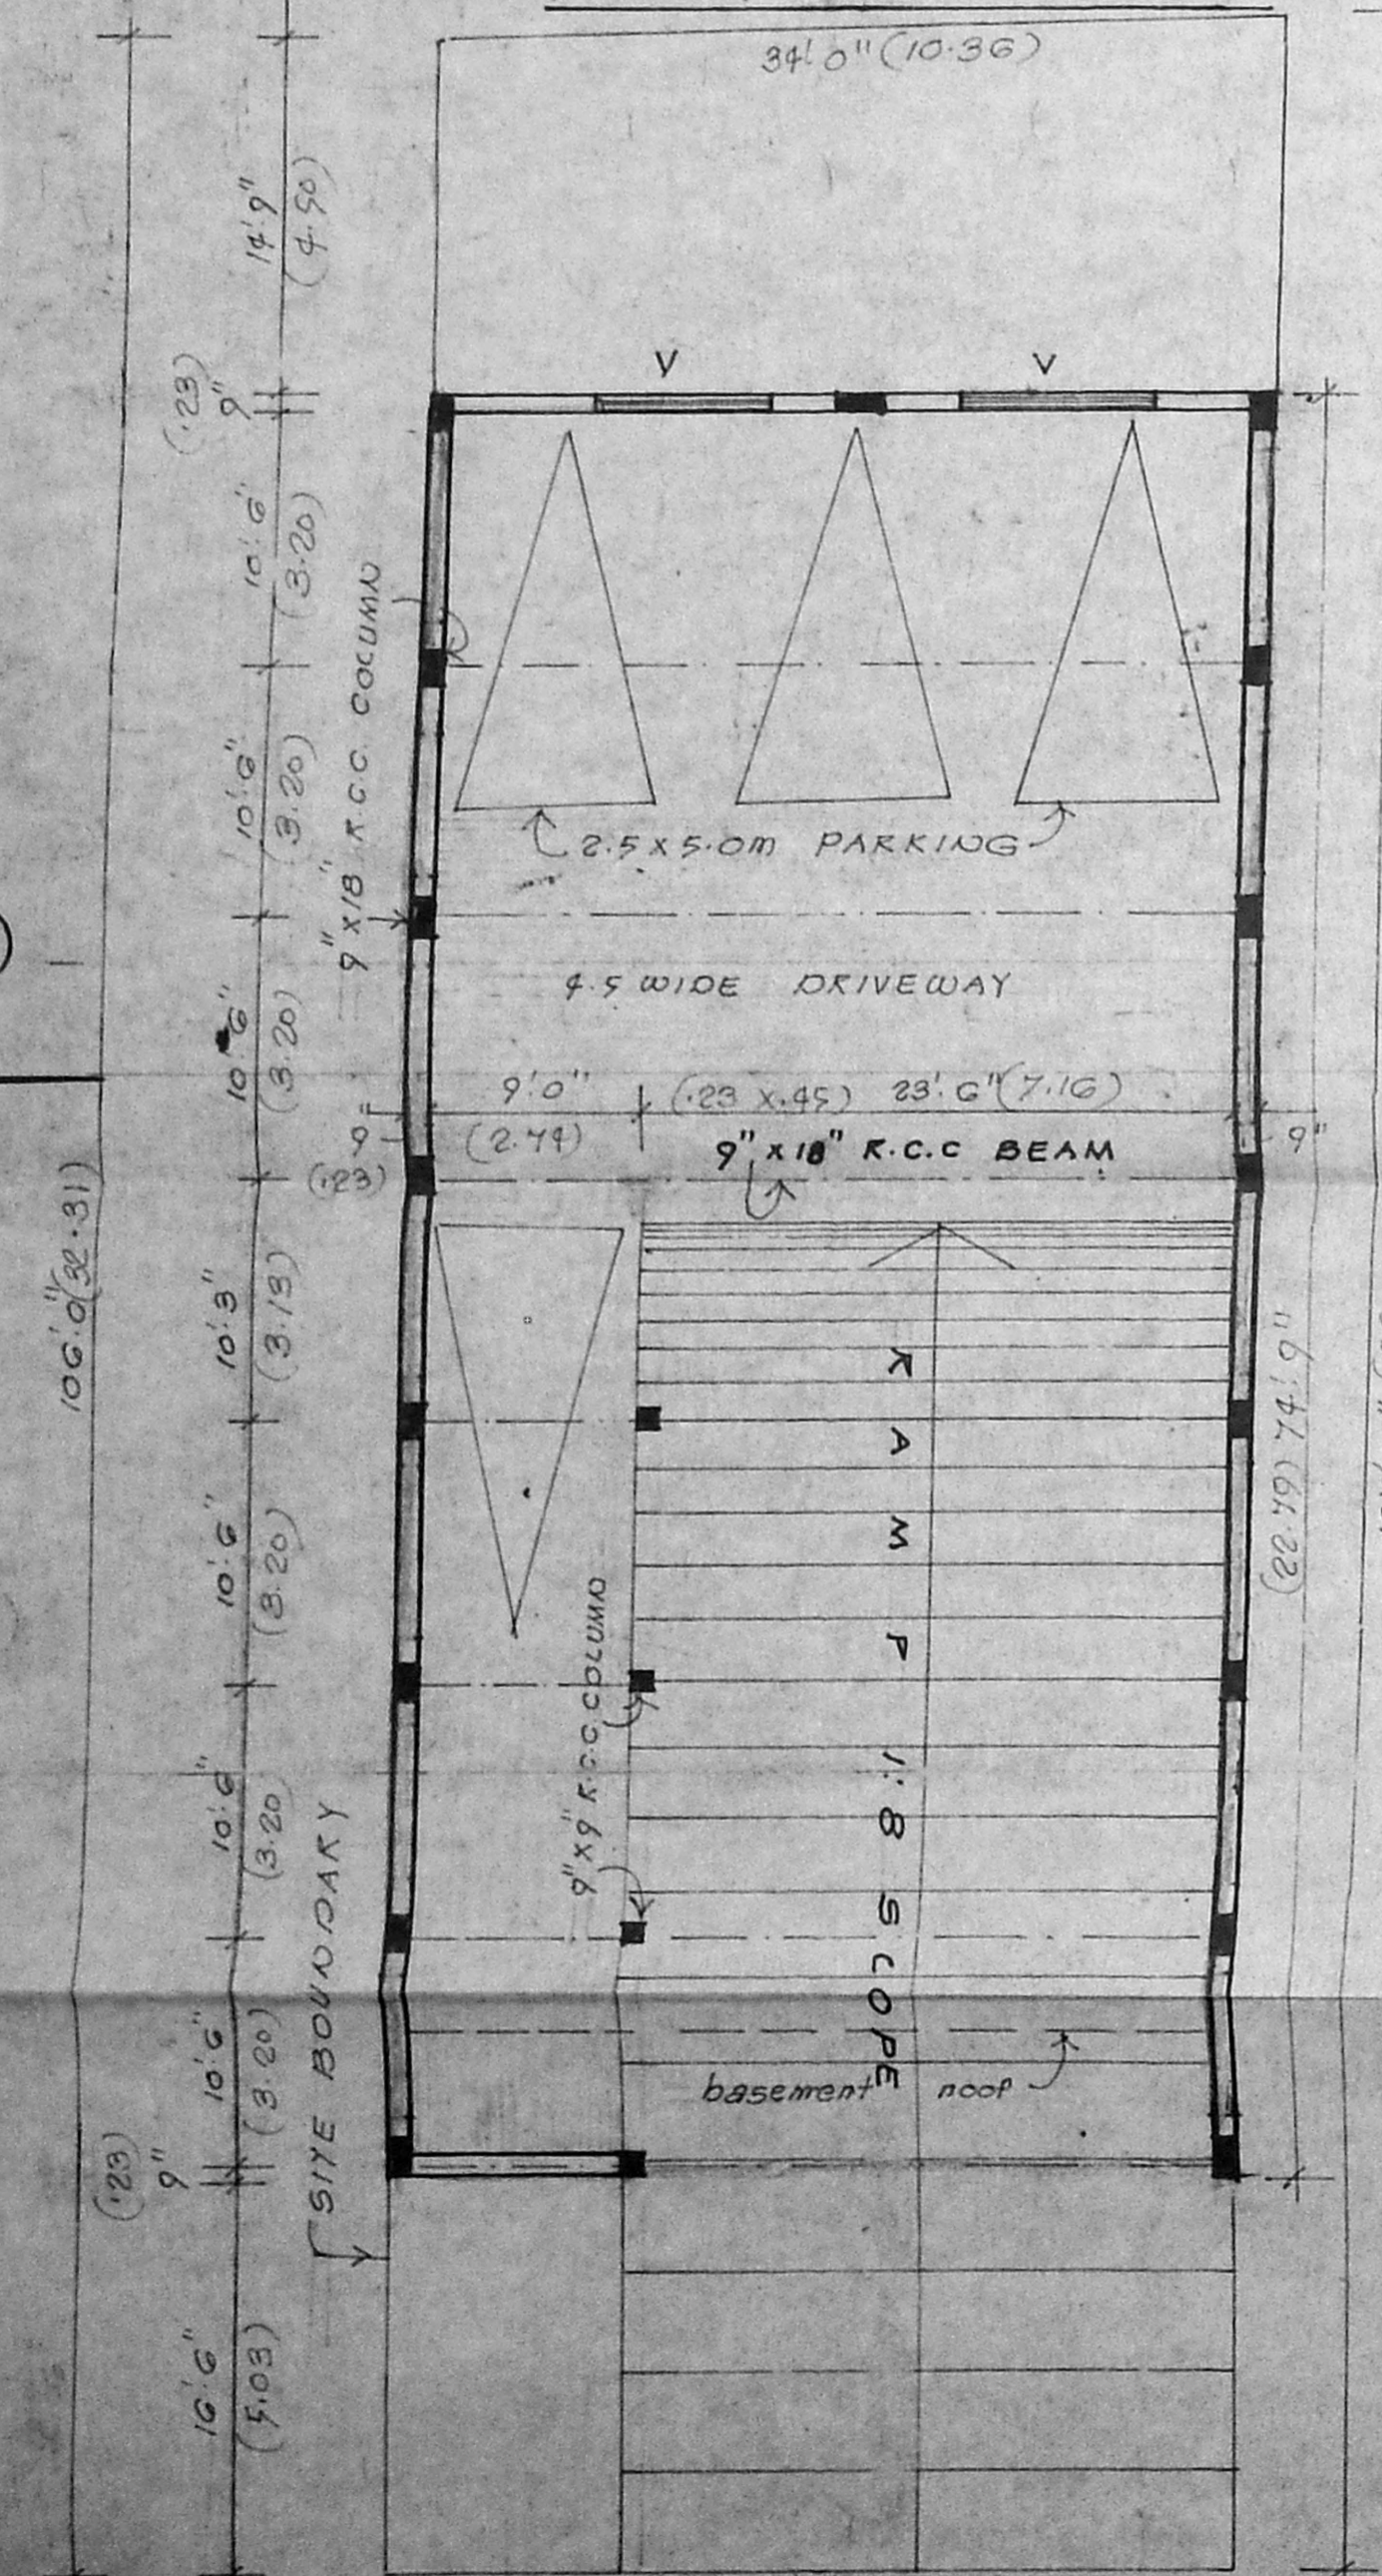 34'.0"(10.36)
14'.9"
(4.50)
V
V
(.23)
9"
10'.6"
(3.20)
9"X18" R.C.C. COLUMN
10'.6"
(3.20)
2.5X5.0m PARKING
4.5 WIDE DRIVEWAY
10'.6"
(3.20)
9'.0"
(.23 X.45) 23'.6"(7.16)
9"
(2.74)
9"X18" R.C.C BEAM
9"
(.23)
106'.0"(32.31)
10'.3"
(3.13)
RAMP 1:8 SLOPE
(22.79) 74'.9"
10'.6"
(3.20)
9"X9" R.C.C COLUMN
10'.6"
(3.20)
SITE BOUNDARY
10'.6"
(3.20)
basement roof
(.23)
9"
16'.6"
(5.03)